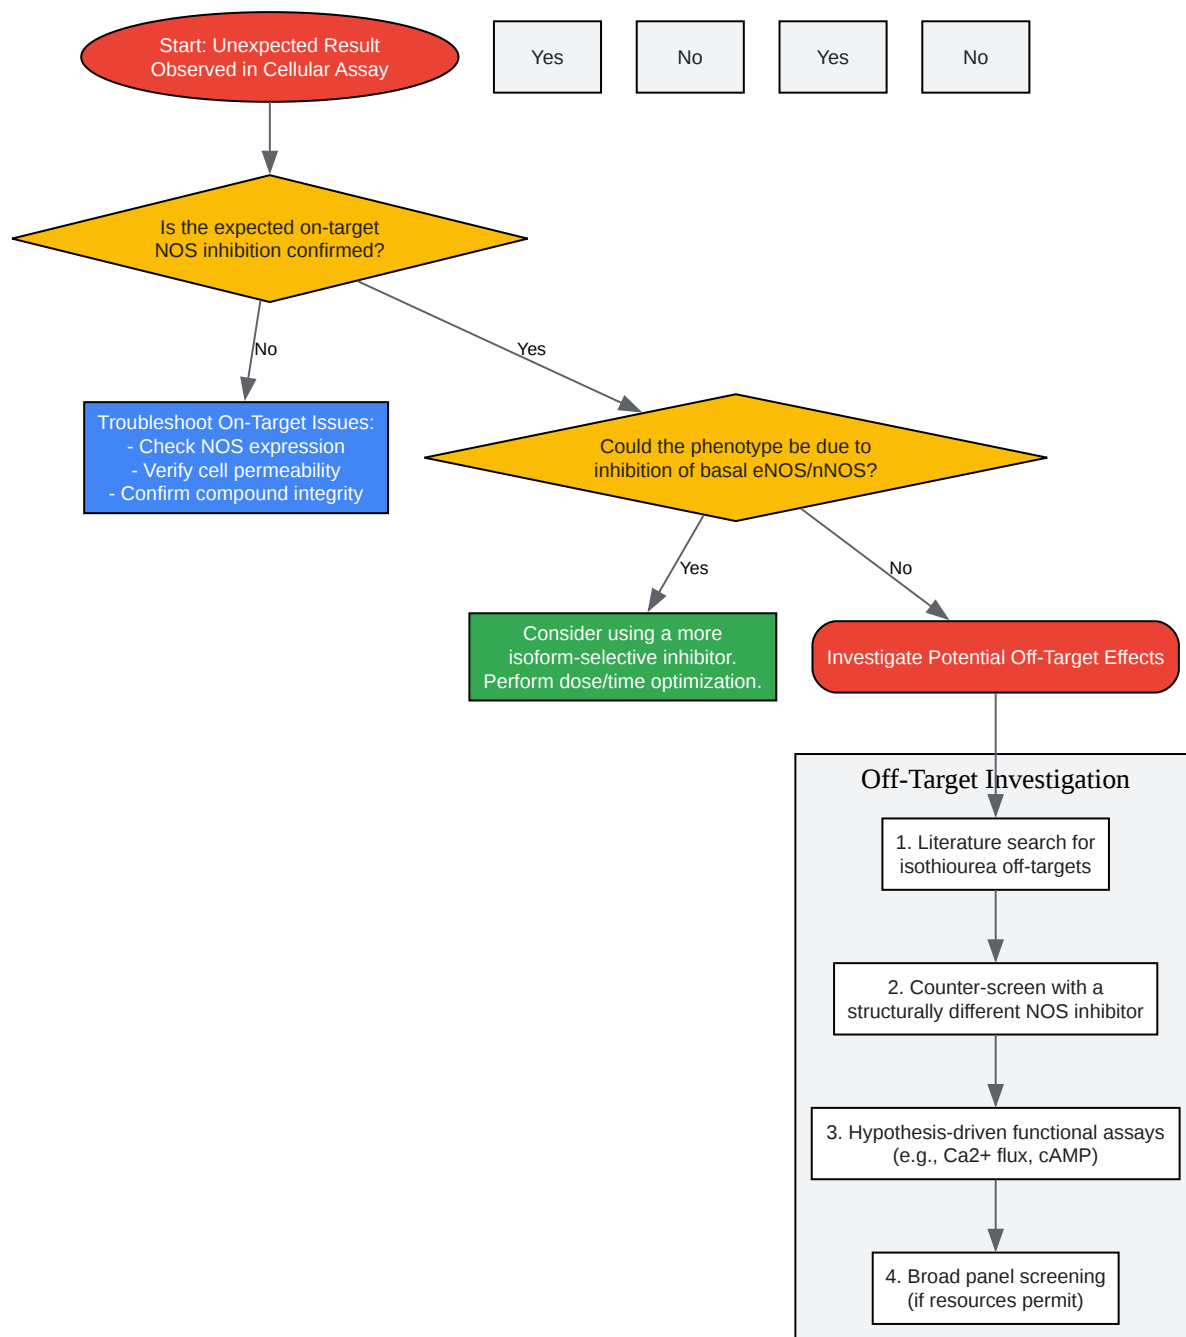 Start: Unexpected Result
Observed in Cellular Assay
Yes
No
Yes
No
Is the expected on-target
NOS inhibition confirmed?
No
Yes
Troubleshoot On-Target Issues:
- Check NOS expression
- Verify cell permeability
- Confirm compound integrity
Could the phenotype be due to
inhibition of basal eNOS/nNOS?
Yes
No
Consider using a more
isoform-selective inhibitor.
Perform dose/time optimization.
Investigate Potential Off-Target Effects
Off-Target Investigation
1. Literature search for
isothiourea off-targets
2. Counter-screen with a
structurally different NOS inhibitor
3. Hypothesis-driven functional assays
(e.g., Ca2+ flux, cAMP)
4. Broad panel screening
(if resources permit)